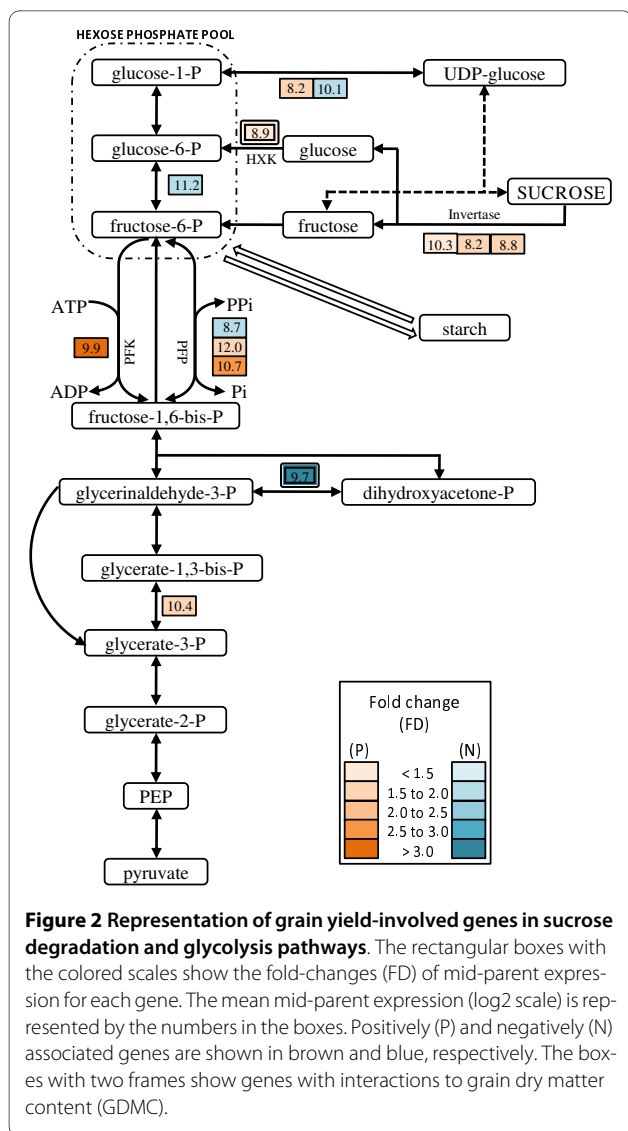 HEXOSE PHOSPHATE POOL
glucose-1-P
UDP-glucose
8.2 10.1
8.9
glucose-6-P
HXK
glucose
11.2
SUCROSE
Invertase
fructose-6-P
fructose
10.3 8.2 8.8
ATP
PPi
starch
8.7
9.9
PFK
PFP
12.0
10.7
ADP
Pi
fructose-1,6-bis-P
9.7
glycerinaldehyde-3-P
dihydroxyacetone-P
glycerate-1,3-bis-P
10.4
glycerate-3-P
glycerate-2-P
PEP
pyruvate
Fold change
(FD)
(P) (N)
< 1.5
1.5 to 2.0
2.0 to 2.5
2.5 to 3.0
> 3.0
Figure 2 Representation of grain yield-involved genes in sucrose
degradation and glycolysis pathways. The rectangular boxes with
the colored scales show the fold-changes (FD) of mid-parent expres-
sion for each gene. The mean mid-parent expression (log2 scale) is rep-
resented by the numbers in the boxes. Positively (P) and negatively (N)
associated genes are shown in brown and blue, respectively. The box-
es with two frames show genes with interactions to grain dry matter
content (GDMC).